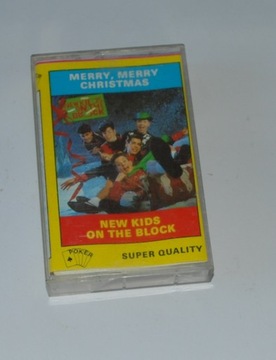 MERRY, MERRY
CHRISTMAS
NEW KIDS
ON THE BLOCK
POKER
SUPER QUALITY